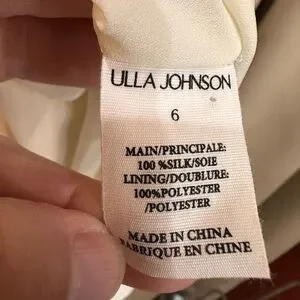 ULLA JOHNSON
6
MAIN/PRINCIPALE:
100 %SILK/SOIE
LINING/DOUBLURE:
100%POLYESTER
/POLYESTER
MADE IN CHINA
FABRIQUE EN CHINE